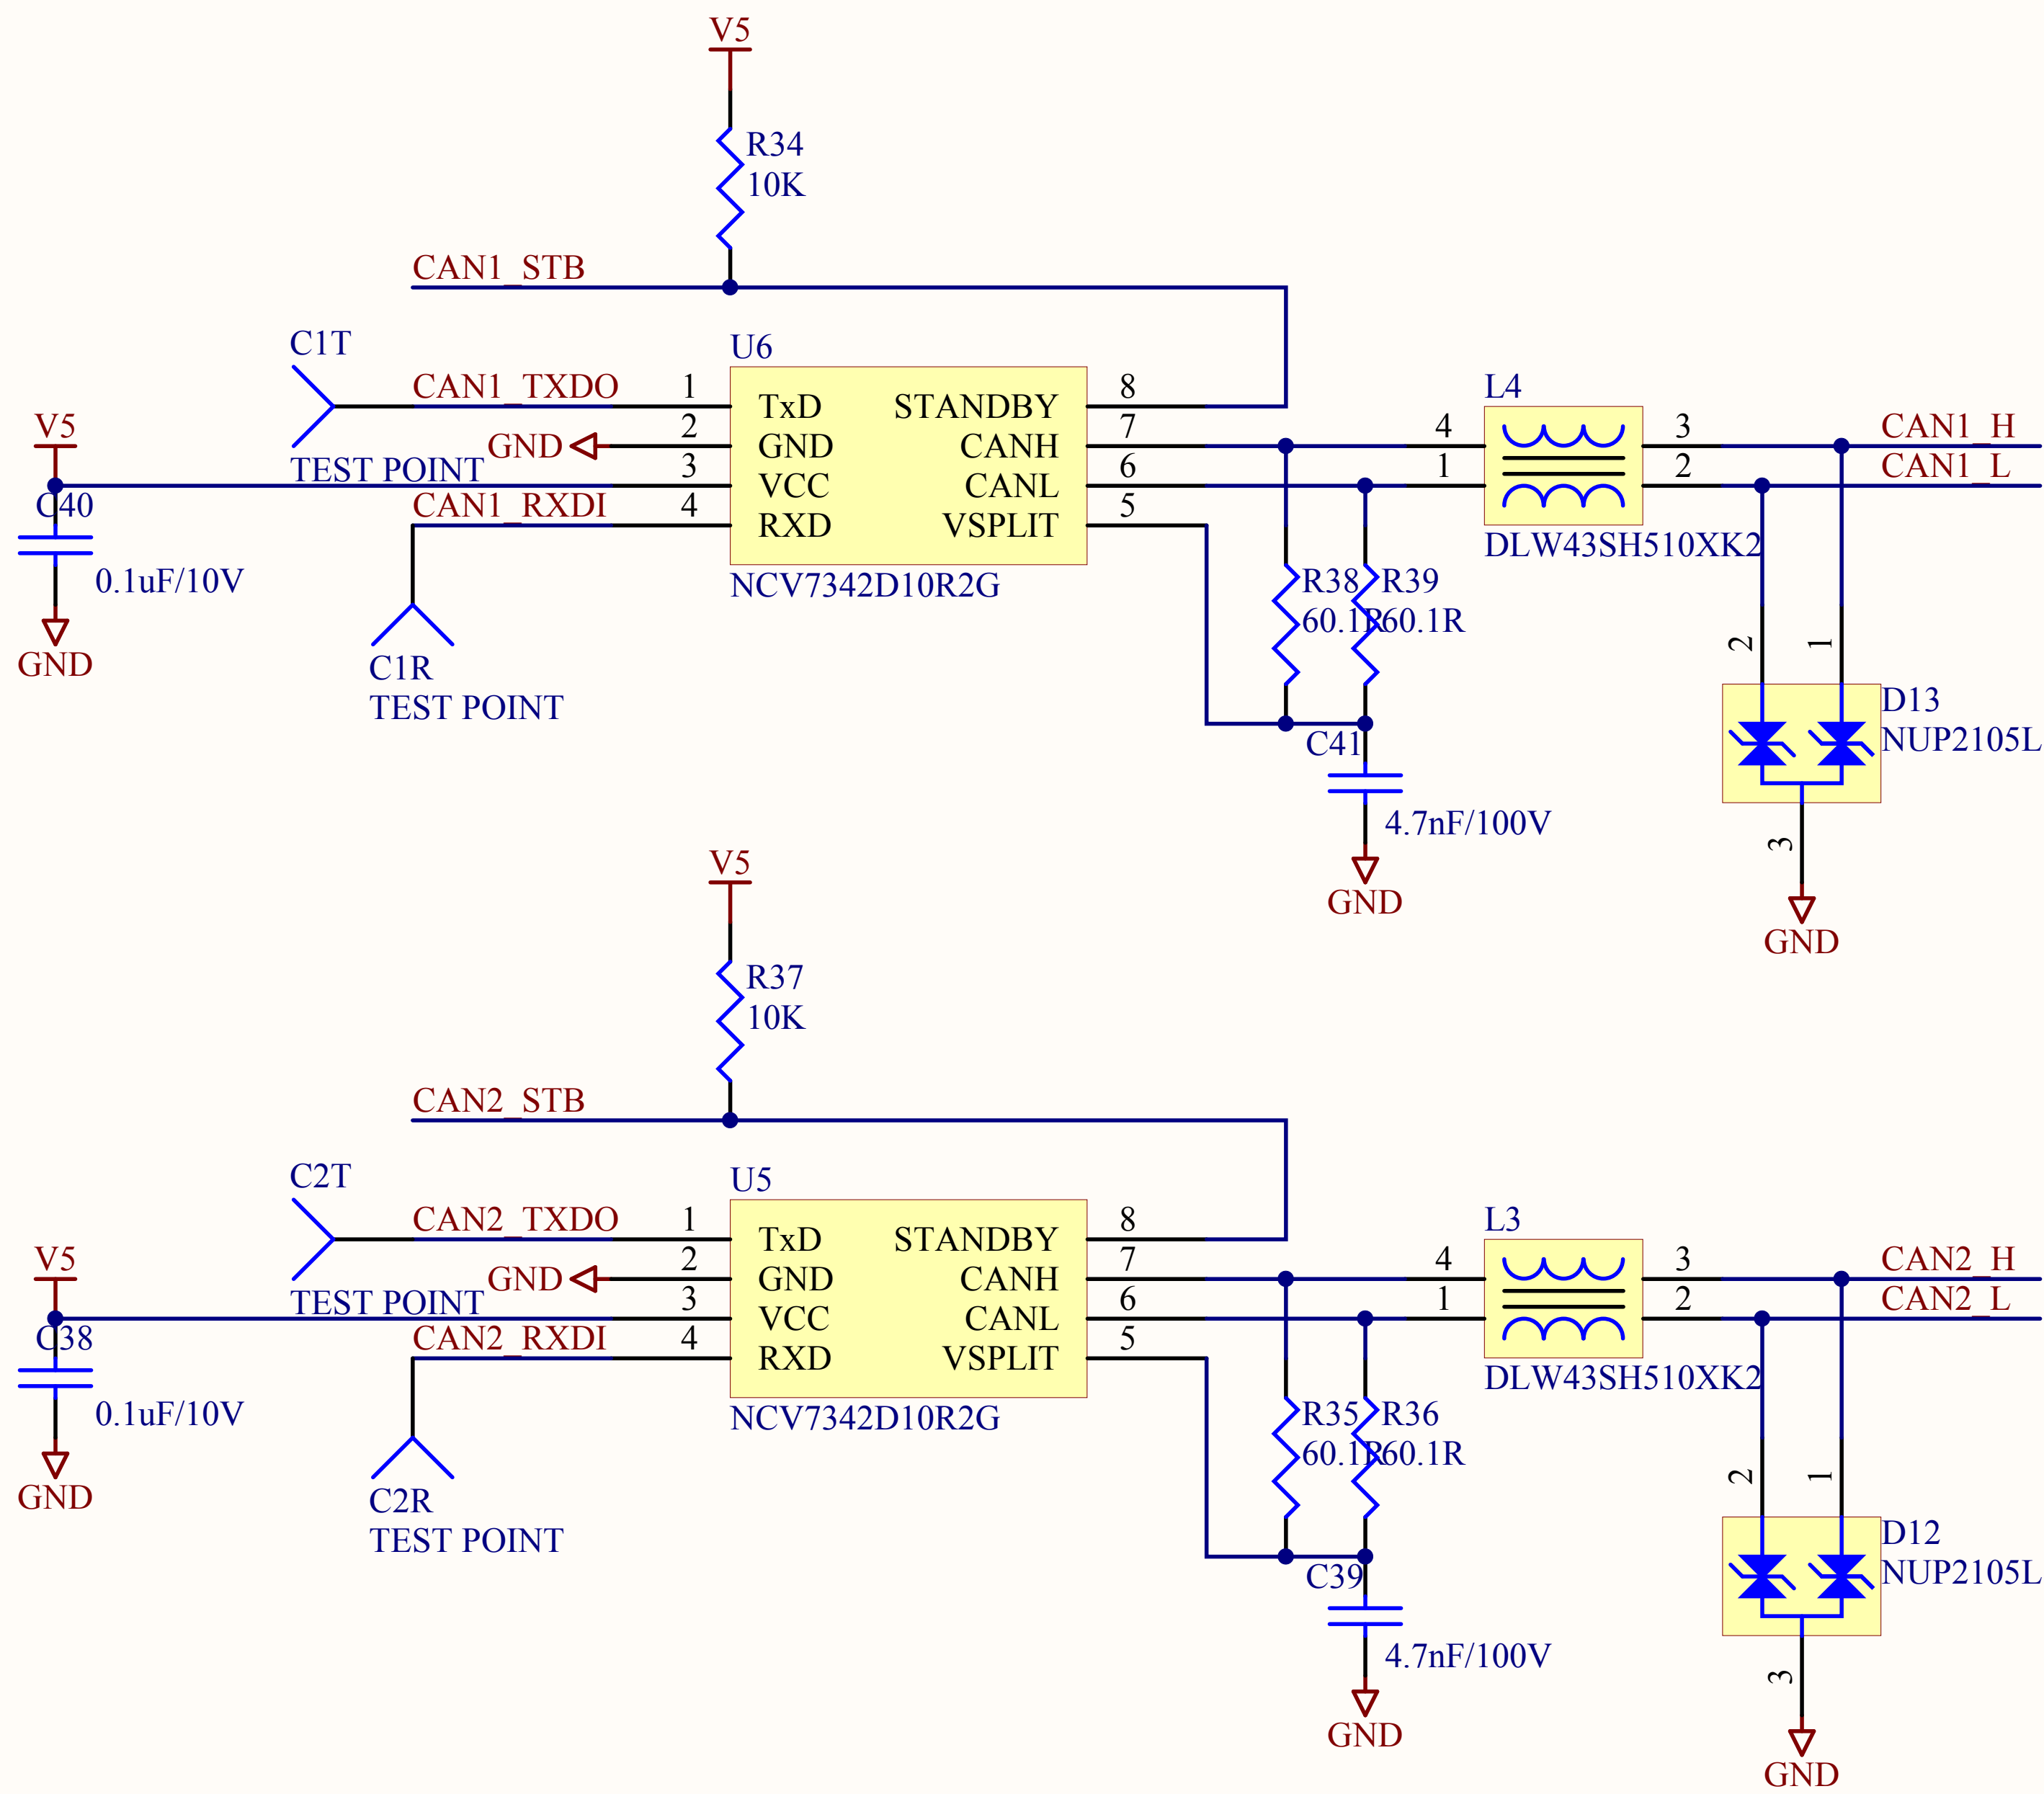 V5
R34
10K
CAN1_STB
C1T
U6
CAN1_TXDO 1 TxD STANDBY 8
L4
V5
GND 2 GND CANH 7 4 3 CAN1_H
TEST POINT 3 VCC CANL 6 1 2 CAN1_L
C40
CAN1_RXDI 4 RXD VSPLIT 5
DLW43SH510XK2
0.1uF/10V
NCV7342D10R2G
R38 R39
60.1R 60.1R
2 1
GND
C1R
TEST POINT
D13
NUP2105L
C41
4.7nF/100V
3
V5
GND
GND
R37
10K
CAN2_STB
C2T
U5
CAN2_TXDO 1 TxD STANDBY 8
L3
V5
GND 2 GND CANH 7 4 3 CAN2_H
TEST POINT 3 VCC CANL 6 1 2 CAN2_L
C38
CAN2_RXDI 4 RXD VSPLIT 5
DLW43SH510XK2
0.1uF/10V
NCV7342D10R2G
R35 R36
60.1R 60.1R
2 1
GND
C2R
TEST POINT
D12
NUP2105L
C39
4.7nF/100V
3
GND
GND